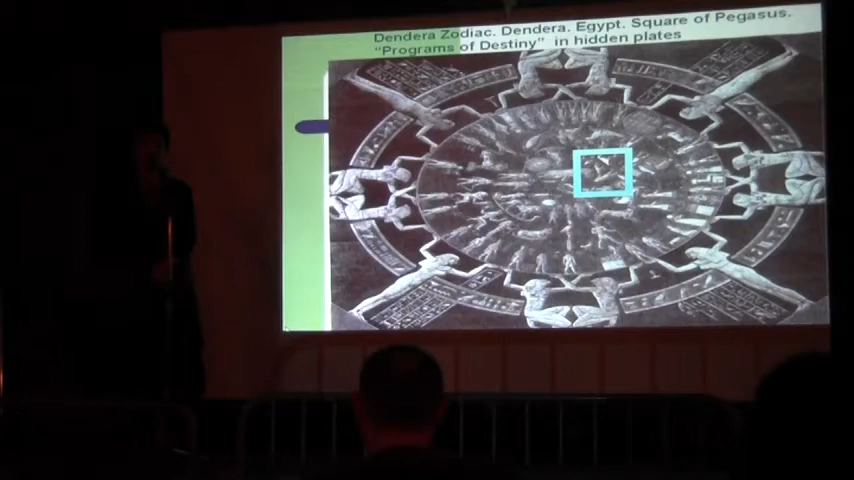 Dendera Zodiac. Dendera. Egypt. Square of Pegasus.
"Programs of Destiny" in hidden plates